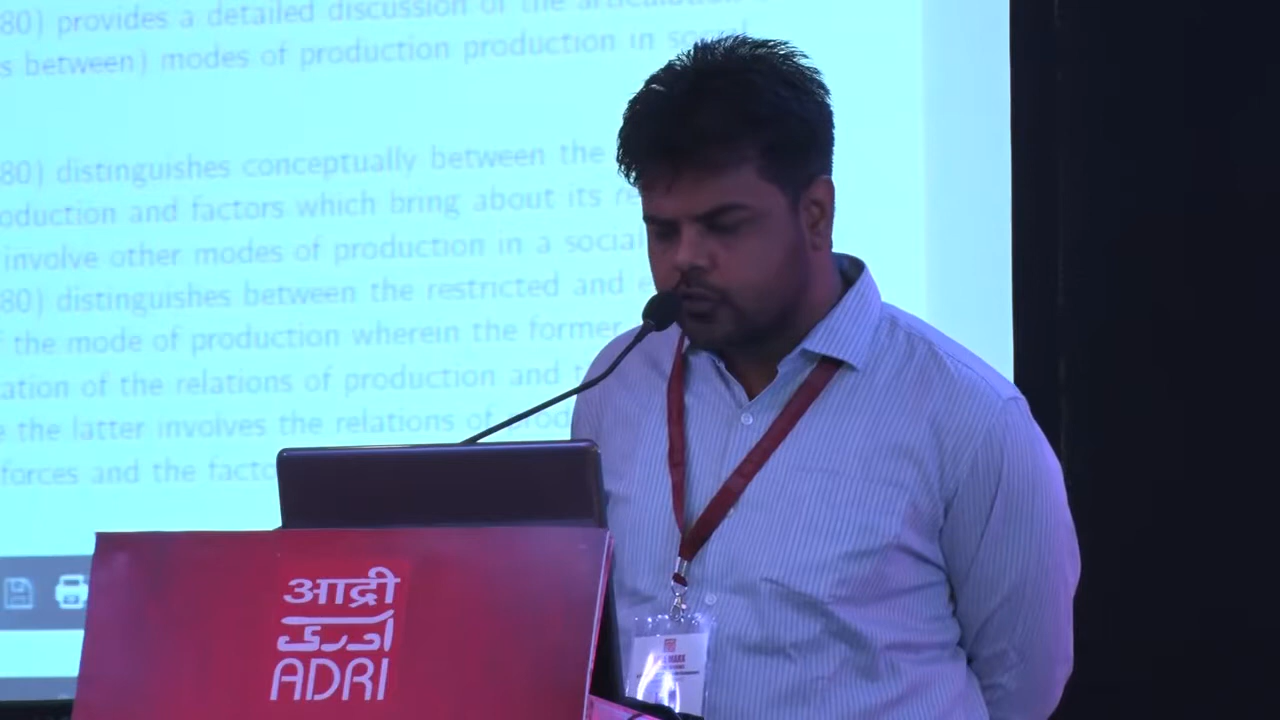 80) provides a detailed discussion of the
s between) modes of production production in social
80) distinguishes conceptually between the
oduction and factors which bring about its
involve other modes of production in a social
80) distinguishes between the restricted and
f the mode of production wherein the former
ation of the relations of production and
e the latter involves the relations of
forces and the
आद्री
ادری
ADRI
MARX